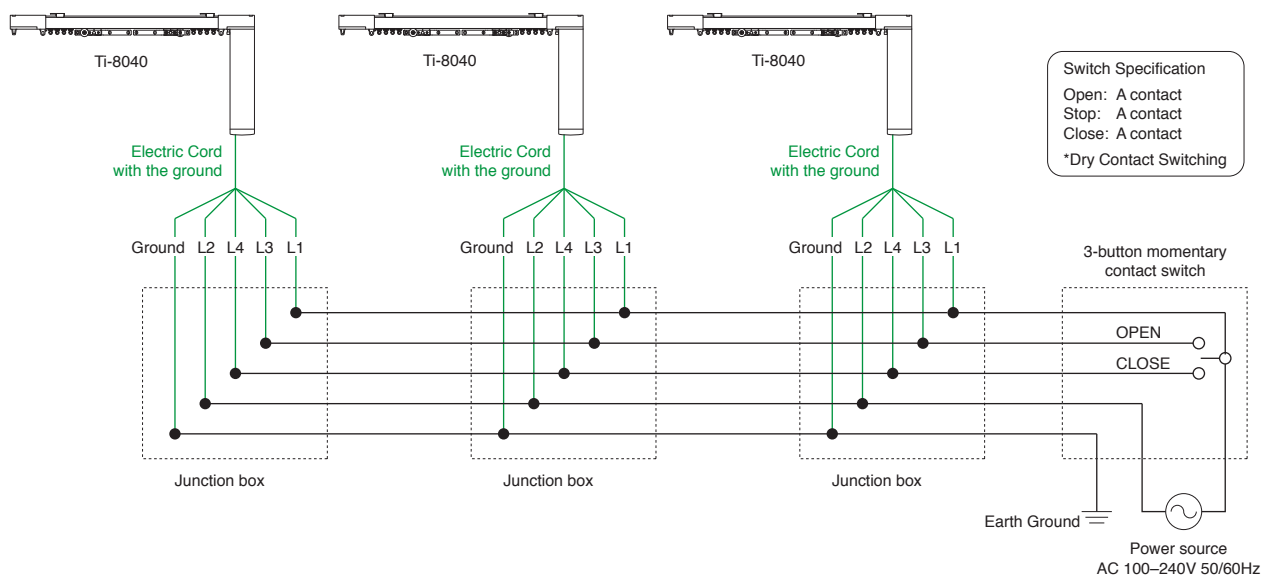 Ti-8040
Ti-8040
Ti-8040
Switch Specification
Open: A contact
Stop: A contact
Close: A contact
*Dry Contact Switching
Electric Cord
with the ground
Electric Cord
with the ground
Electric Cord
with the ground
Ground L2 L4 L3 L1
Ground L2 L4 L3 L1
Ground L2 L4 L3 L1
3-button momentary
contact switch
OPEN
CLOSE
Junction box
Junction box
Junction box
Earth Ground
Power source
AC 100–240V 50/60Hz